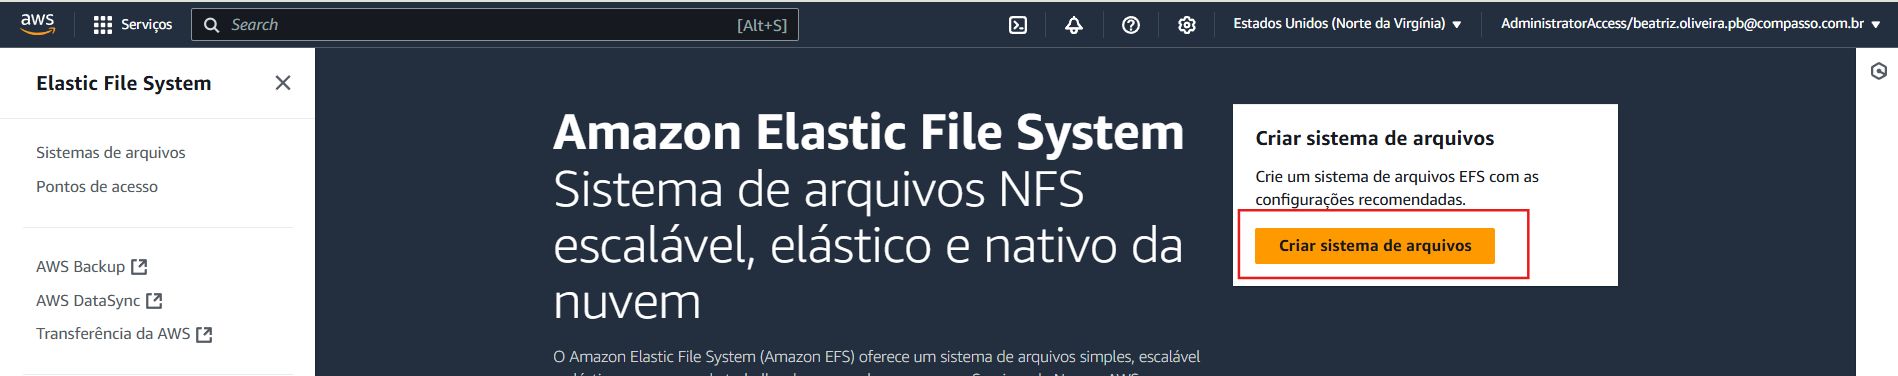 aws
Serviços
Search
[Alt+S]
Estados Unidos (Norte da Virgínia)
AdministratorAccess/beatriz.oliveira.pb@compasso.com.br
Elastic File System
Sistemas de arquivos
Pontos de acesso
AWS Backup
AWS DataSync
Transferência da AWS
Amazon Elastic File System
Sistema de arquivos NFS
escalável, elástico e nativo da
nuvem
O Amazon Elastic File System (Amazon EFS) oferece um sistema de arquivos simples, escalável
Criar sistema de arquivos
Crie um sistema de arquivos EFS com as
configurações recomendadas.
Criar sistema de arquivos